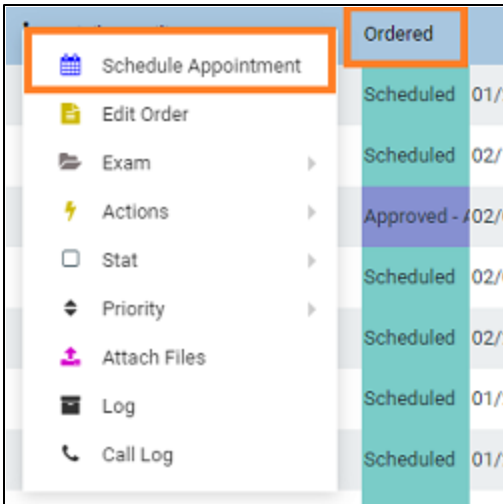 Ordered
Schedule Appointment
Scheduled 01/
Edit Order
Scheduled 02/
Exam
Actions
Approved - 02/
Stat
Scheduled 02/
Priority
Scheduled 02/
Attach Files
Log
Scheduled 01/
Call Log
Scheduled 01/